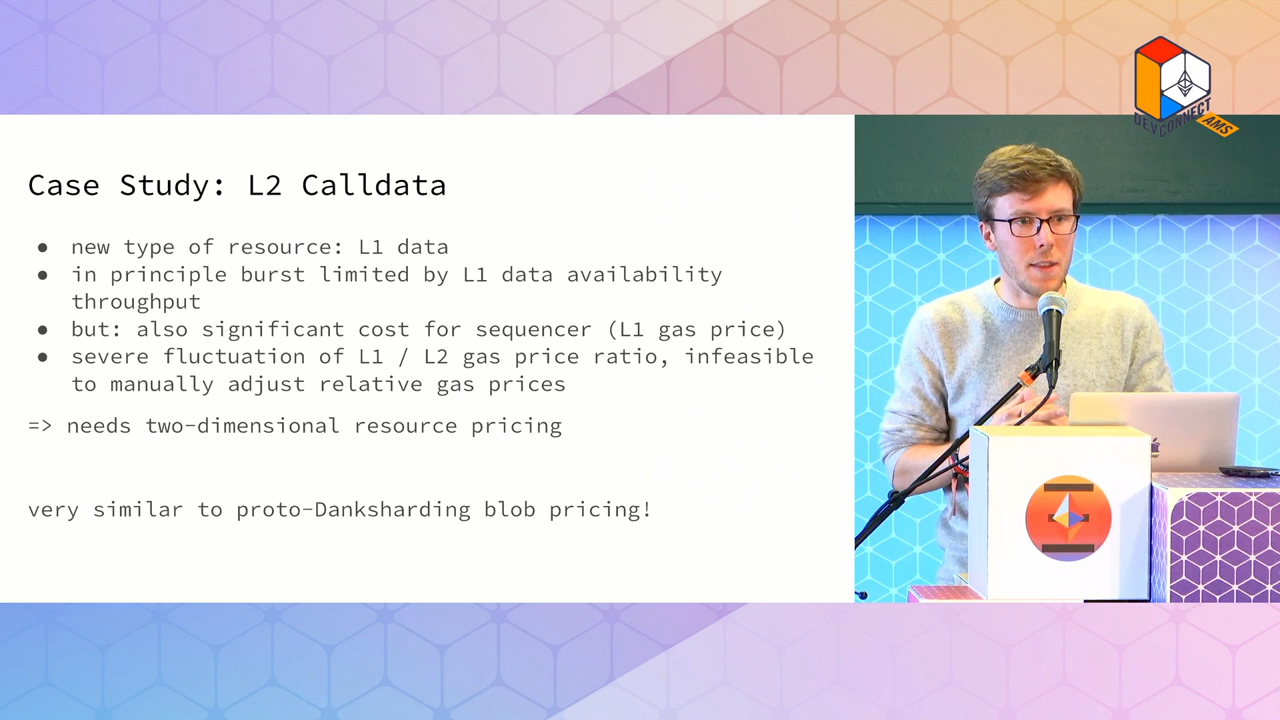 DEVCONNECT
AMS
Case Study: L2 Calldata
● new type of resource: L1 data
● in principle burst limited by L1 data availability
throughput
● but: also significant cost for sequencer (L1 gas price)
● severe fluctuation of L1 / L2 gas price ratio, infeasible
to manually adjust relative gas prices
=> needs two-dimensional resource pricing
very similar to proto-Danksharding blob pricing!